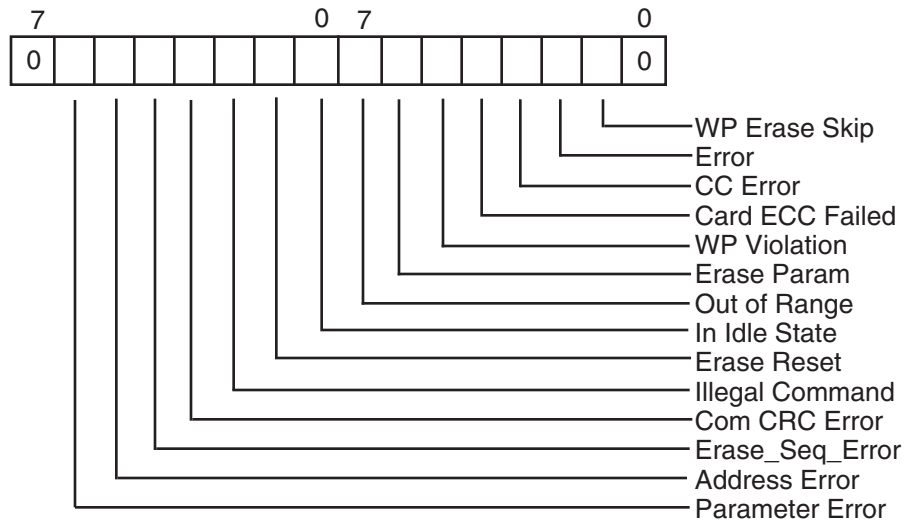 7 0 7 0
0 0
WP Erase Skip
Error
CC Error
Card ECC Failed
WP Violation
Erase Param
Out of Range
In Idle State
Erase Reset
Illegal Command
Com CRC Error
Erase_Seq_Error
Address Error
Parameter Error